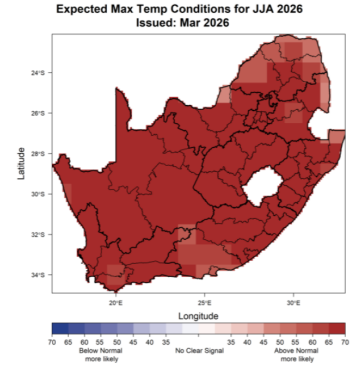 Expected Max Temp Conditions for JJA 2026
Issued: Mar 2026
Latitude
24°S
26°S
28°S
30°S
32°S
34°S
20°E
25°E
30°E
Longitude
70 65 60 55 50 45 40 35 35 40 45 50 55 60 65 70
Below Normal No Clear Signal Above Normal
more likely more likely